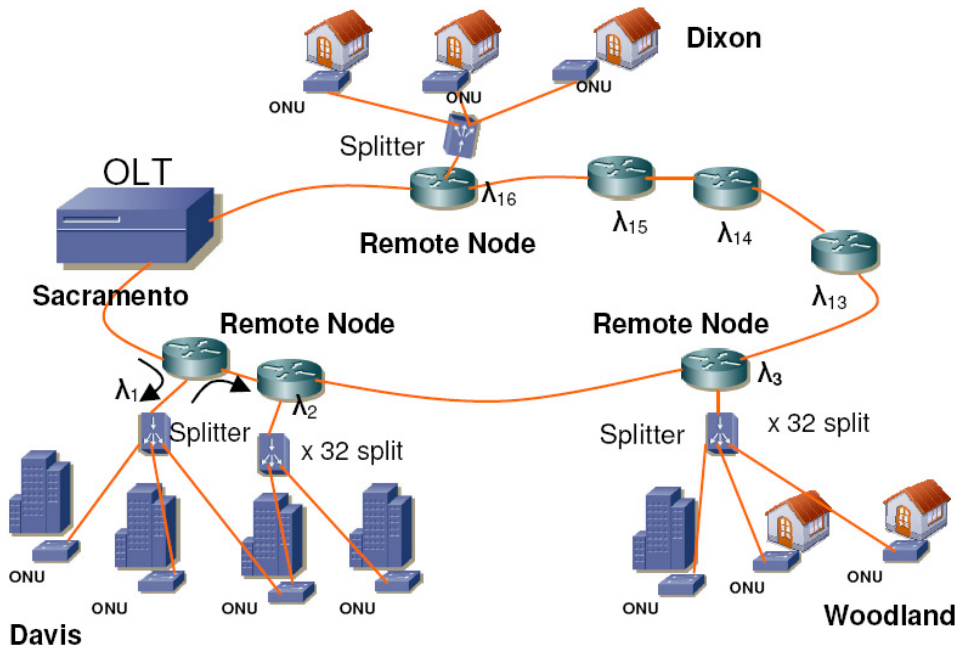 Dixon
ONU
ONU
ONU
Splitter
OLT
λ16
λ15
λ14
Remote Node
λ13
Sacramento
Remote Node
Remote Node
λ1
λ2
λ3
Splitter
x 32 split
Splitter
x 32 split
ONU
ONU
ONU
ONU
ONU
ONU
ONU
Davis
Woodland